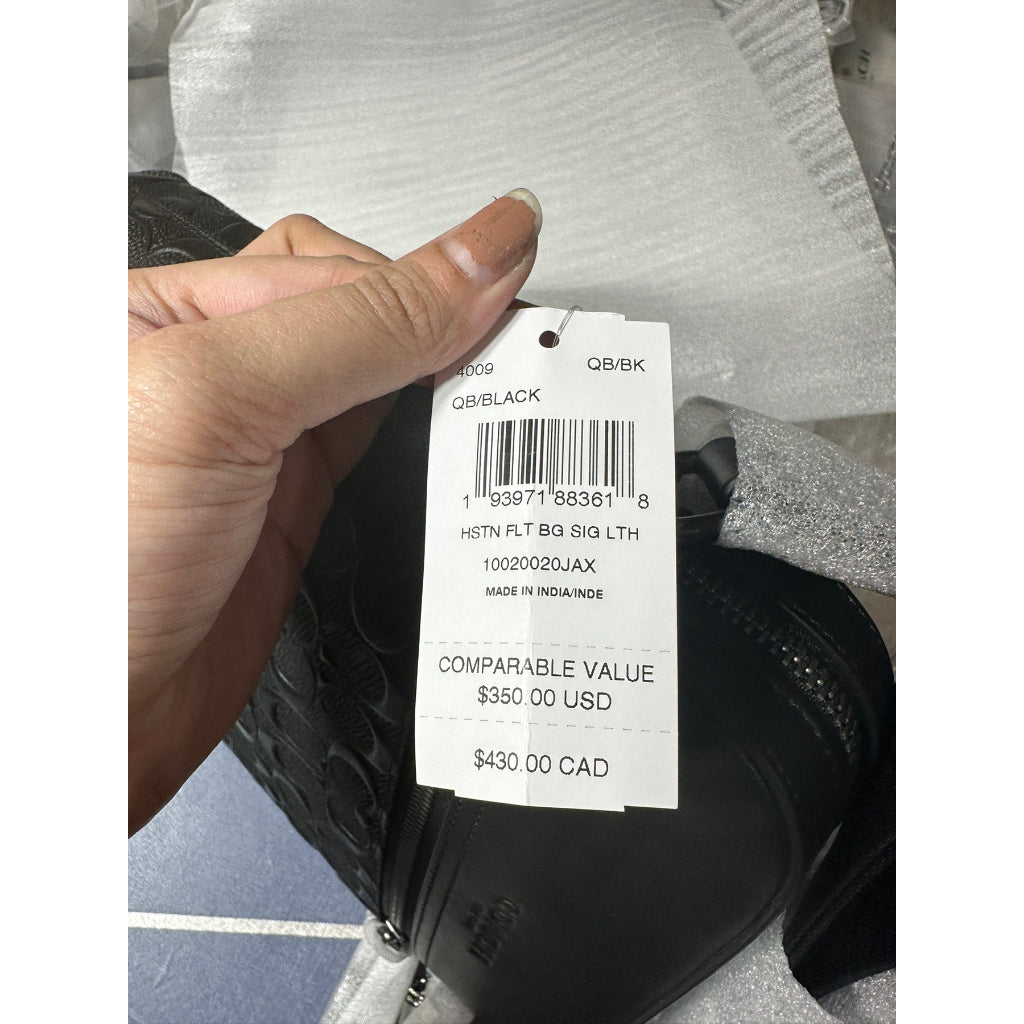 4009
QB/BK
QB/BLACK
1 93971 88361 8
HSTN FLT BG SIG LTH
10020020JAX
MADE IN INDIA/INDE
COMPARABLE VALUE
$350.00 USD
$430.00 CAD